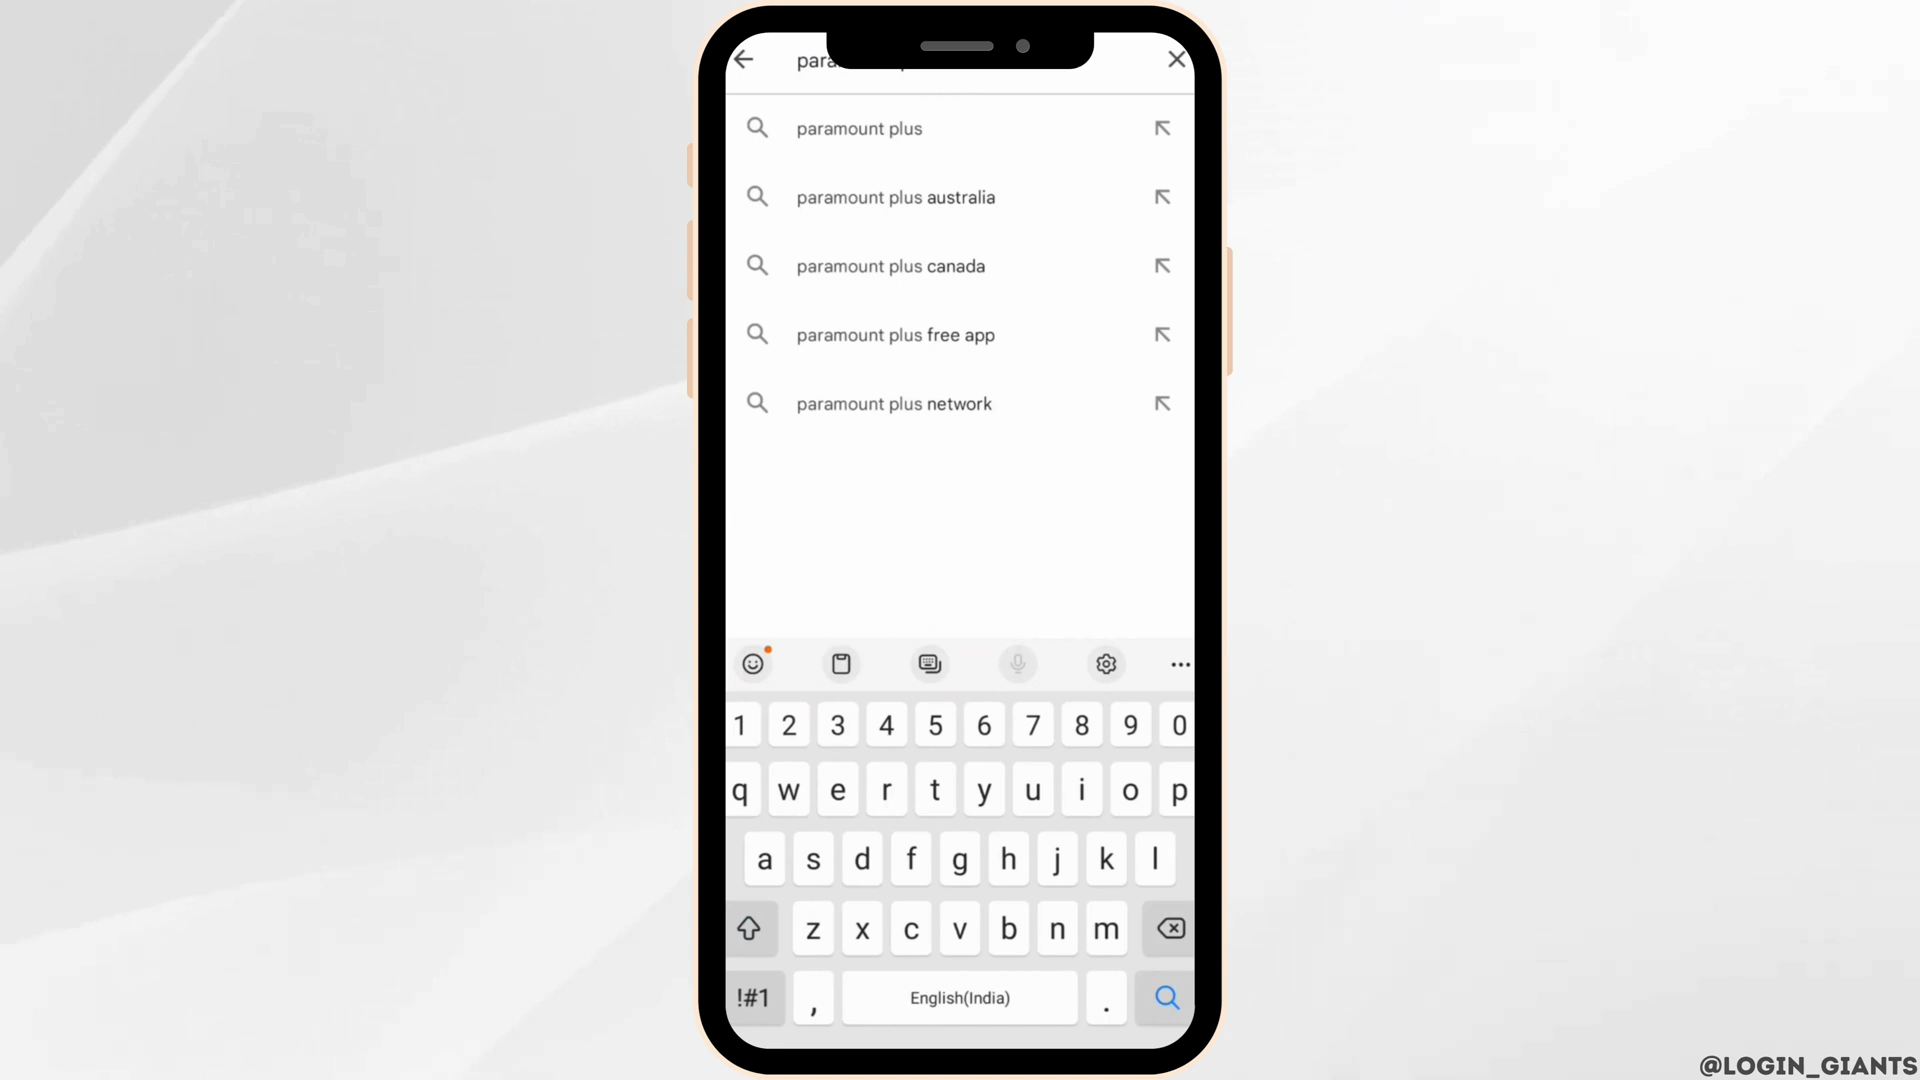 para
paramount plus
paramount plus australia
paramount plus canada
paramount plus free app
paramount plus network
1 2 3 4 5 6 7 8 9 0
q w e r t y u i o p
a s d f g h j k l
z x c v b n m
!#1 , English(India) .
@LOGIN_GIANTS